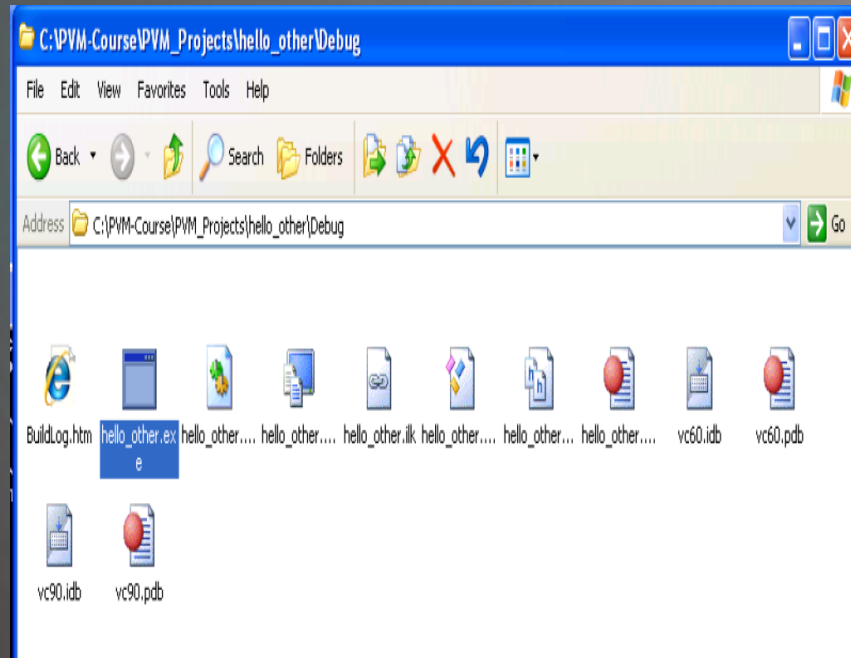 C:\PVM-Course\PVM_Projects\hello_other\Debug
File Edit View Favorites Tools Help
Back Search Folders
Address C:\PVM-Course\PVM_Projects\hello_other\Debug Go
BuildLog.htm hello_other.ex hello_other.... hello_other.... hello_other.ilk hello_other.... hello_other... hello_other.... vc60.idb vc60.pdb
e
vc90.idb vc90.pdb